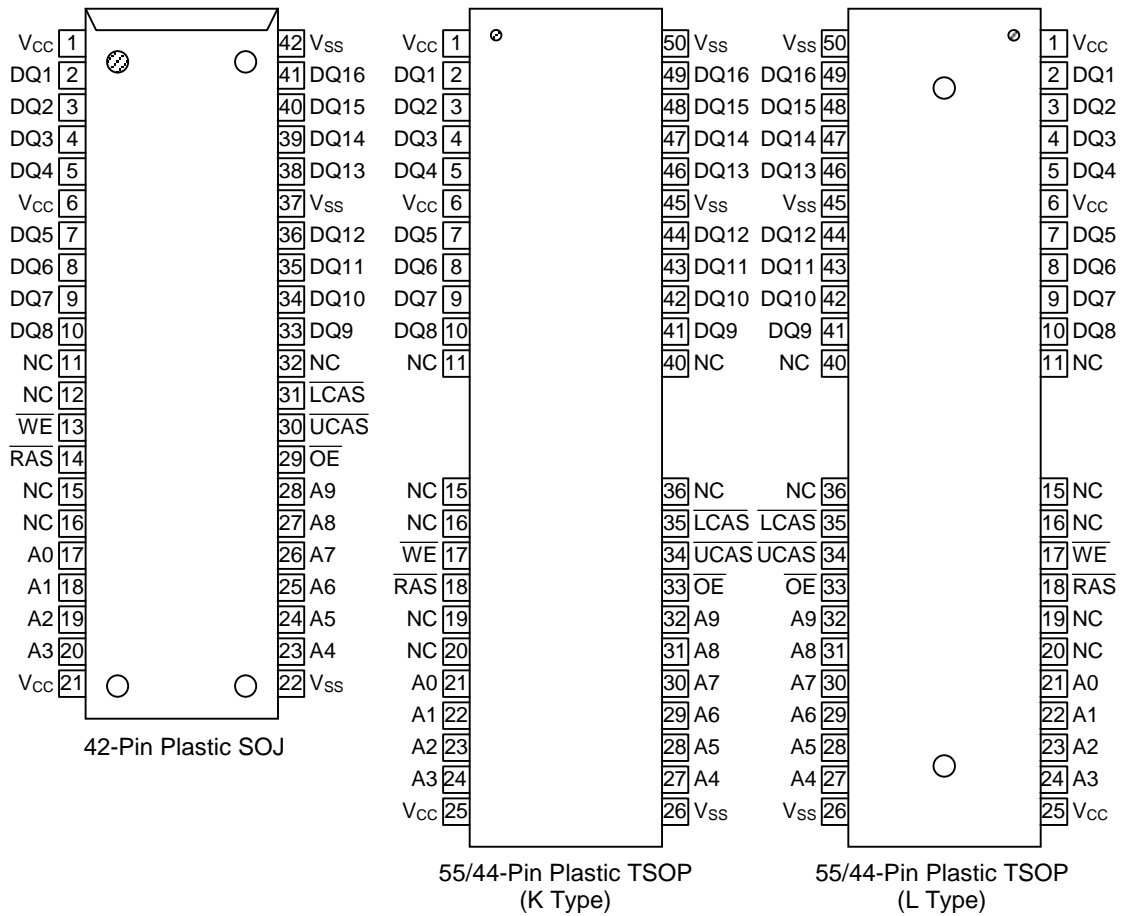 VCC 1 42 VSS
DQ1 2 41 DQ16
DQ2 3 40 DQ15
DQ3 4 39 DQ14
DQ4 5 38 DQ13
VCC 6 37 VSS
DQ5 7 36 DQ12
DQ6 8 35 DQ11
DQ7 9 34 DQ10
DQ8 10 33 DQ9
NC 11 32 NC
NC 12 31 LCAS
WE 13 30 UCAS
RAS 14 29 OE
NC 15 28 A9
NC 16 27 A8
A0 17 26 A7
A1 18 25 A6
A2 19 24 A5
A3 20 23 A4
VCC 21 22 VSS
42-Pin Plastic SOJ
VCC 1 50 VSS
DQ1 2 49 DQ16
DQ2 3 48 DQ15
DQ3 4 47 DQ14
DQ4 5 46 DQ13
VCC 6 45 VSS
DQ5 7 44 DQ12
DQ6 8 43 DQ11
DQ7 9 42 DQ10
DQ8 10 41 DQ9
NC 11 40 NC
NC 15 36 NC
NC 16 35 LCAS
WE 17 34 UCAS
RAS 18 33 OE
NC 19 32 A9
NC 20 31 A8
A0 21 30 A7
A1 22 29 A6
A2 23 28 A5
A3 24 27 A4
VCC 25 26 VSS
55/44-Pin Plastic TSOP
(K Type)
VSS 50 1 VCC
DQ16 49 2 DQ1
DQ15 48 3 DQ2
DQ14 47 4 DQ3
DQ13 46 5 DQ4
VSS 45 6 VCC
DQ12 44 7 DQ5
DQ11 43 8 DQ6
DQ10 42 9 DQ7
DQ9 41 10 DQ8
NC 40 11 NC
NC 36 15 NC
LCAS 35 16 NC
UCAS 34 17 WE
OE 33 18 RAS
A9 32 19 NC
A8 31 20 NC
A7 30 21 A0
A6 29 22 A1
A5 28 23 A2
A4 27 24 A3
VSS 26 25 VCC
55/44-Pin Plastic TSOP
(L Type)